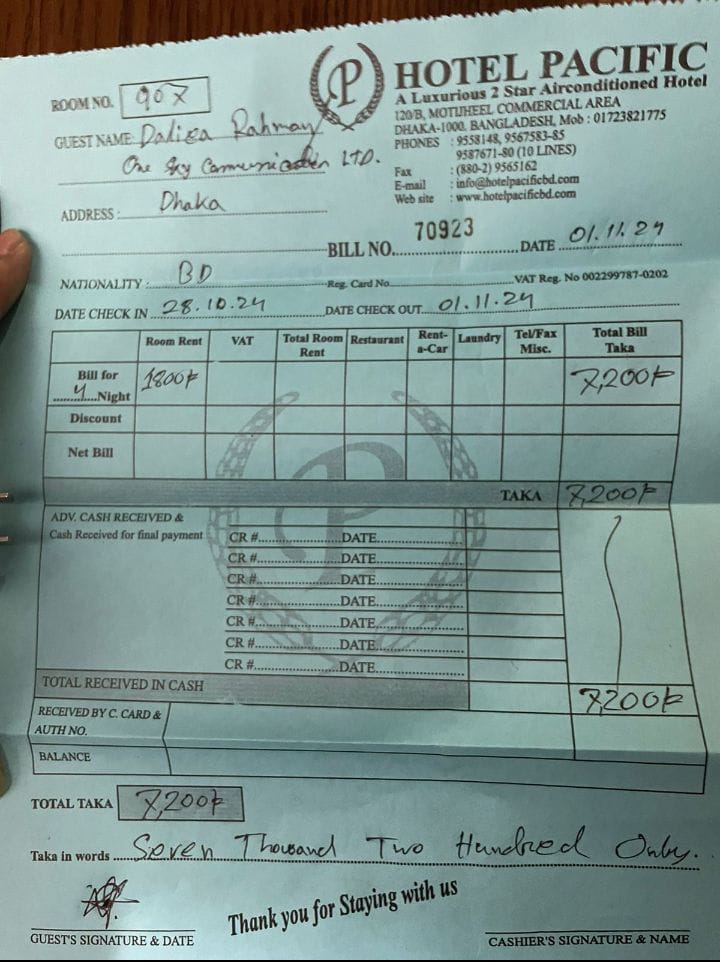 P
HOTEL PACIFIC
A Luxurious 2 Star Airconditioned Hotel
120/B, MOTIJHEEL COMMERCIAL AREA
DHAKA-1000, BANGLADESH, Mob : 01723821775
PHONES : 9558148, 9567583-85
9587671-80 (10 LINES)
Fax : (880-2) 9565162
E-mail : info@hotelpacificbd.com
Web site : www.hotelpacificbd.com
ROOM NO. 907
GUEST NAME: Daliea Rahman
One Sky Communication LTD.
ADDRESS : Dhaka
BILL NO. 70923 DATE 01.11.24
NATIONALITY : BD Reg. Card No. VAT Reg. No 002299787-0202
DATE CHECK IN 28.10.24 DATE CHECK OUT 01.11.24
Room Rent VAT Total Room Rent Restaurant Rent-a-Car Laundry Tel/Fax Misc. Total Bill Taka
Bill for 4 Night 1800/- 7,200/-
Discount
Net Bill
TAKA 7,200/-
ADV. CASH RECEIVED &
Cash Received for final payment CR # DATE
CR # DATE
CR # DATE
CR # DATE
CR # DATE
CR # DATE
CR # DATE
TOTAL RECEIVED IN CASH 7,200/-
RECEIVED BY C. CARD &
AUTH NO.
BALANCE
TOTAL TAKA 7,200/-
Taka in words Seven Thousand Two Hundred Only.
Thank you for Staying with us
GUEST'S SIGNATURE & DATE CASHIER'S SIGNATURE & NAME